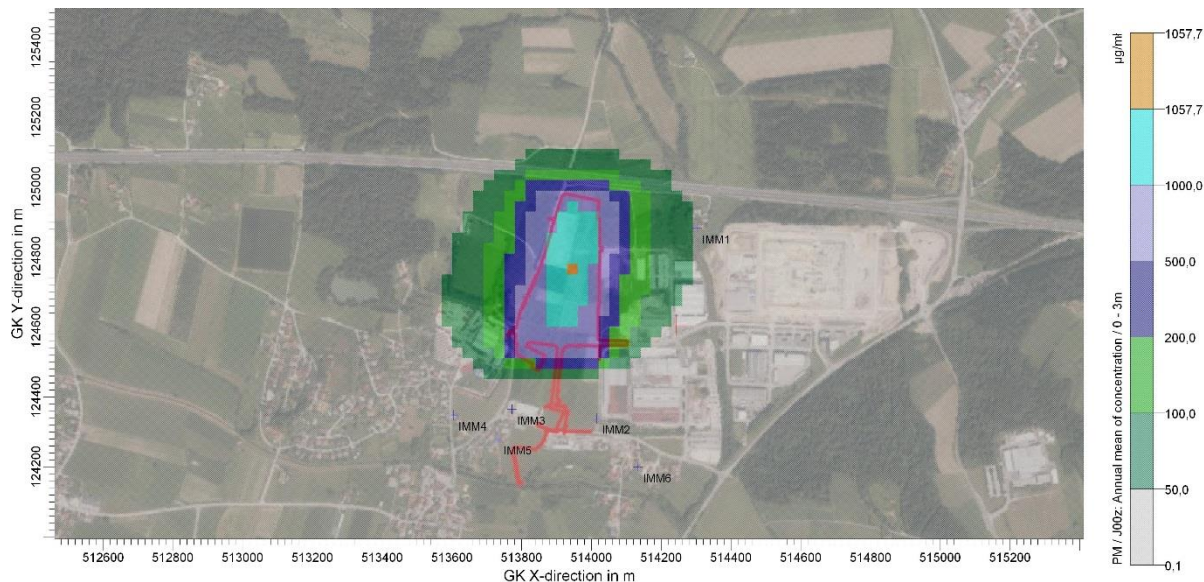 125400
125200
125000
124800
124600
124400
124200
GK Y-direction in m
512600
512800
513000
513200
513400
513600
513800
514000
514200
514400
514600
514800
515000
515200
GK X-direction in m
IMM1
IMM2
IMM3
IMM4
IMM5
IMM6
µg/m³
1057,7
1057,7
1000,0
500,0
200,0
100,0
50,0
0,1
PM / J00z: Annual mean of concentration / 0 - 3m